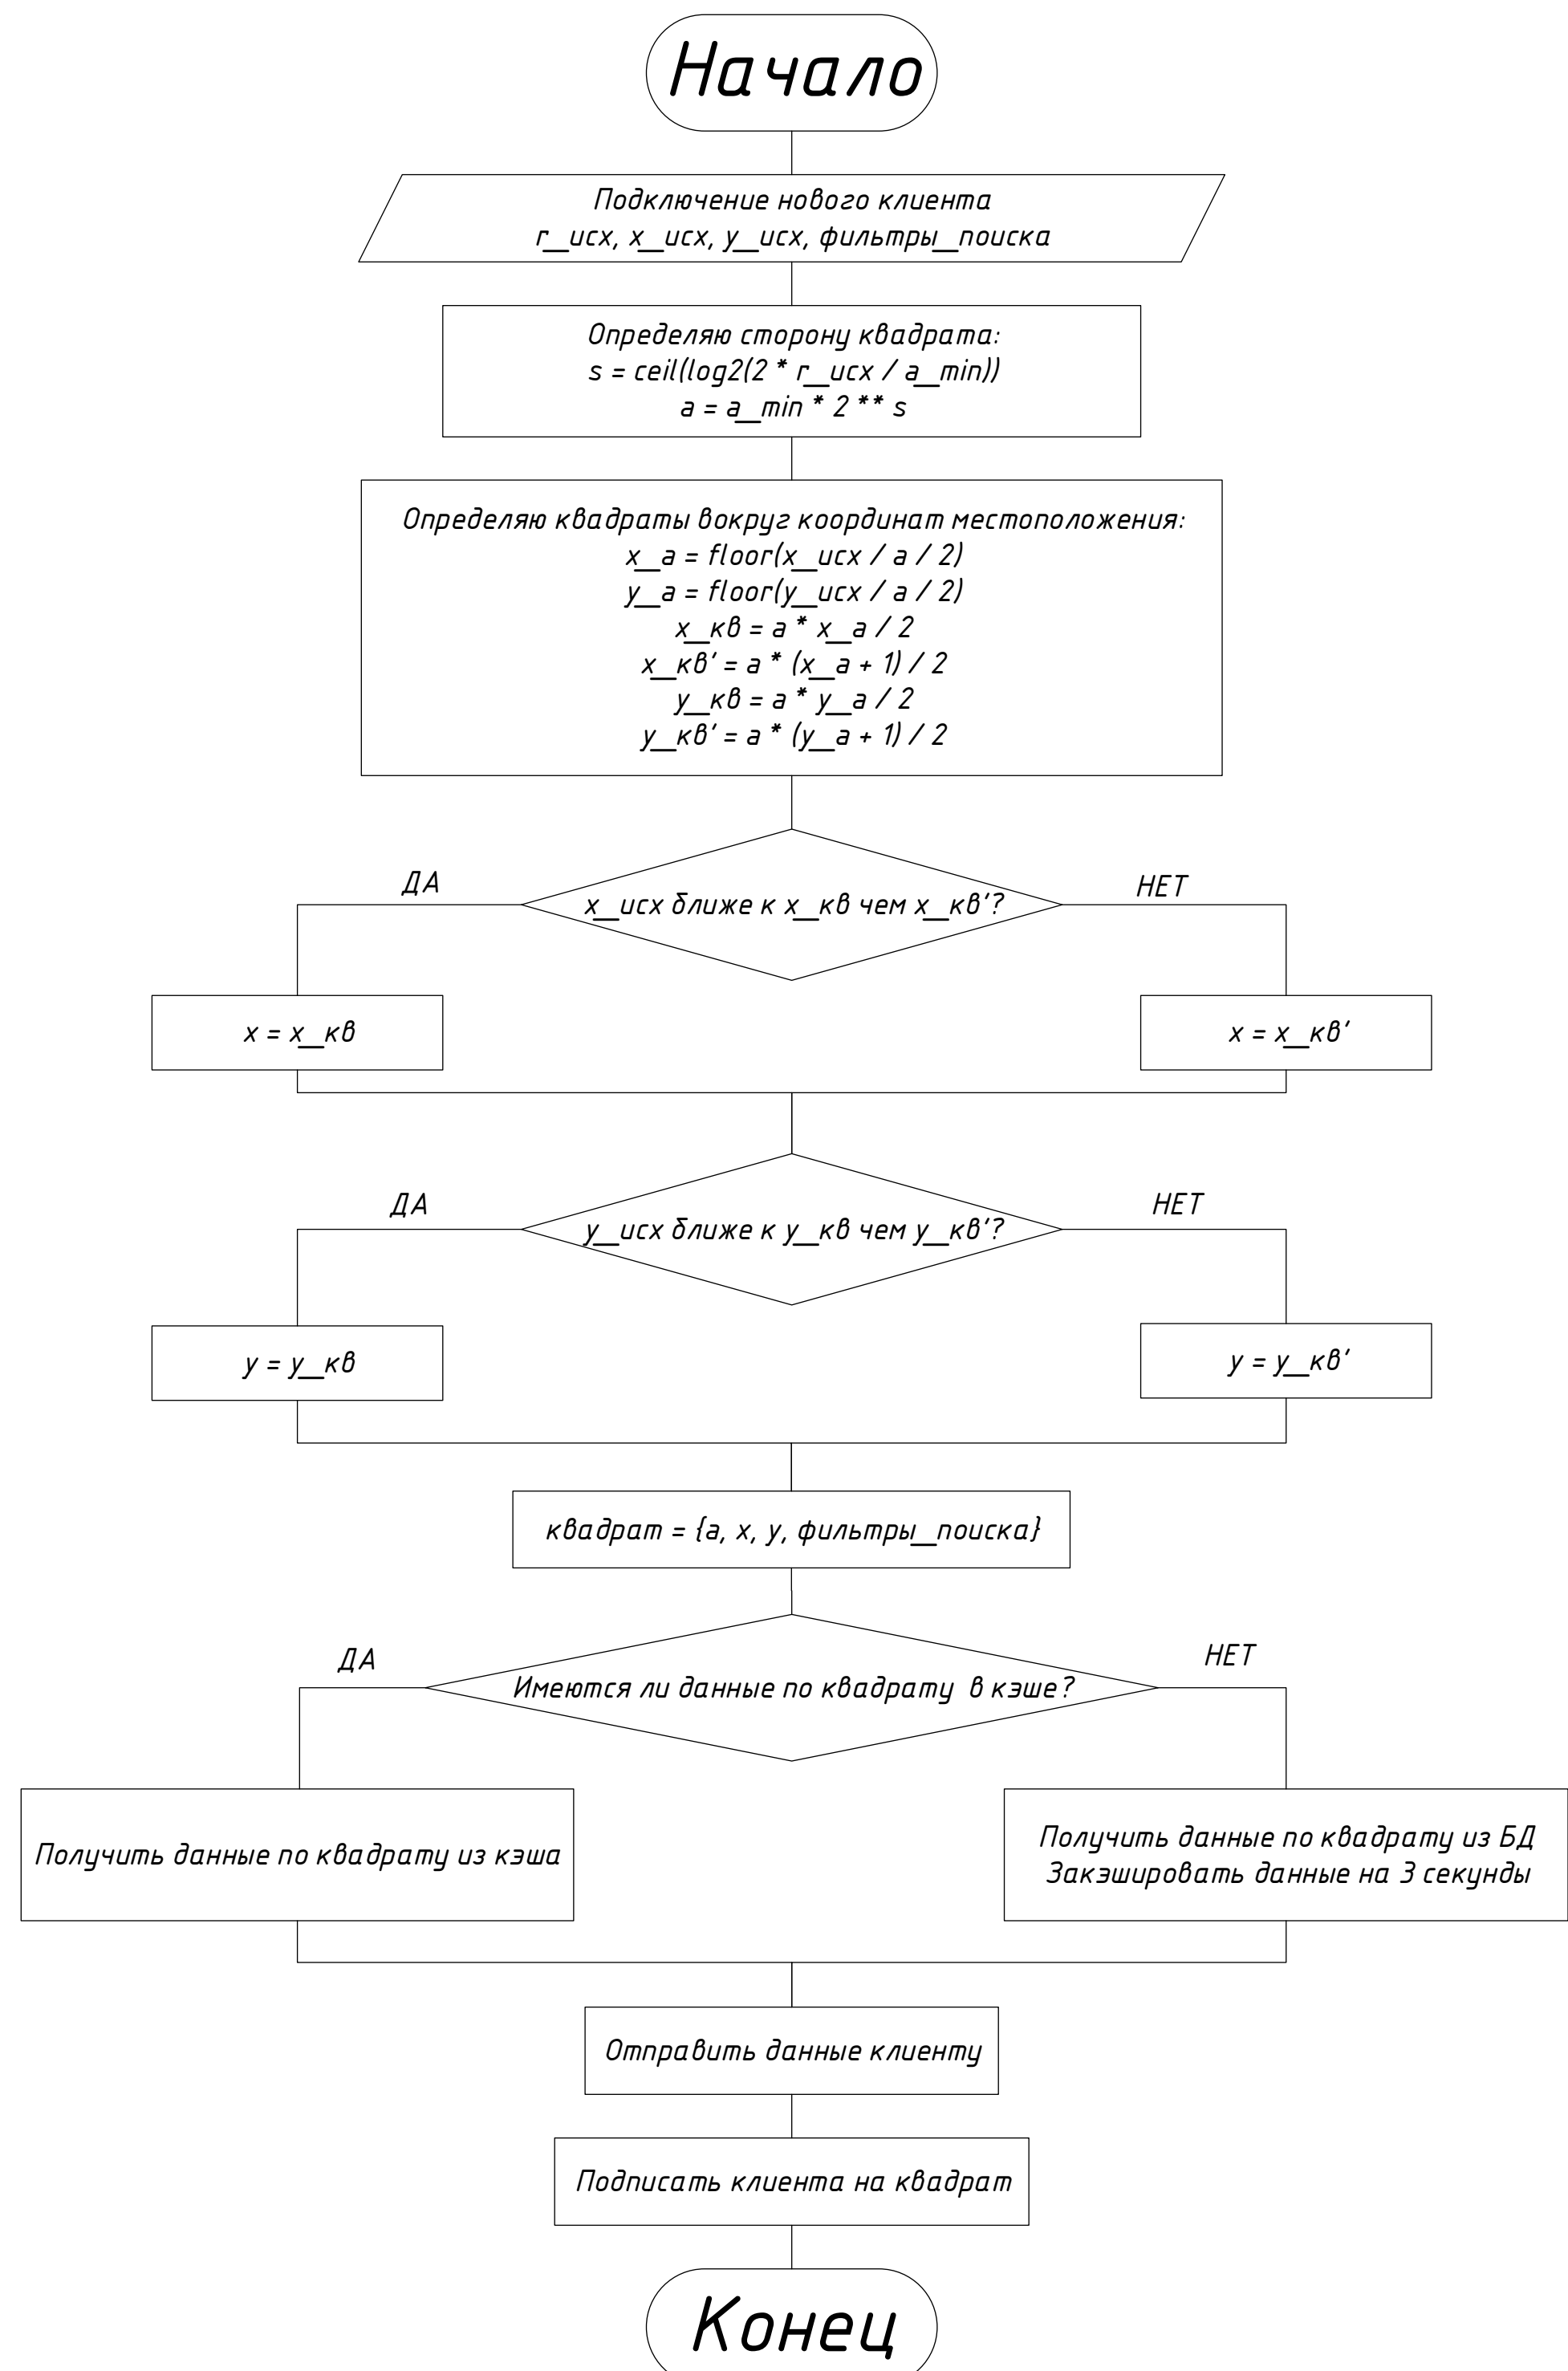 Начало
Подключение нового клиента
r_исх, x_исх, y_исх, фильтры_поиска
Определяю сторону квадрата:
s = ceil(log2(2 * r_исх / a_min))
a = a_min * 2 ** s
Определяю квадраты вокруг координат местоположения:
x_a = floor(x_исх / a / 2)
y_a = floor(y_исх / a / 2)
x_кв = a * x_a / 2
x_кв' = a * (x_a + 1) / 2
y_кв = a * y_a / 2
y_кв' = a * (y_a + 1) / 2
ДА
НЕТ
x_исх ближе к x_кв чем x_кв'?
x = x_кв
x = x_кв'
ДА
НЕТ
y_исх ближе к y_кв чем y_кв'?
y = y_кв
y = y_кв'
квадрат = {a, x, y, фильтры_поиска}
ДА
НЕТ
Имеются ли данные по квадрату в кэше?
Получить данные по квадрату из кэша
Получить данные по квадрату из БД
Закэшировать данные на 3 секунды
Отправить данные клиенту
Подписать клиента на квадрат
Конец